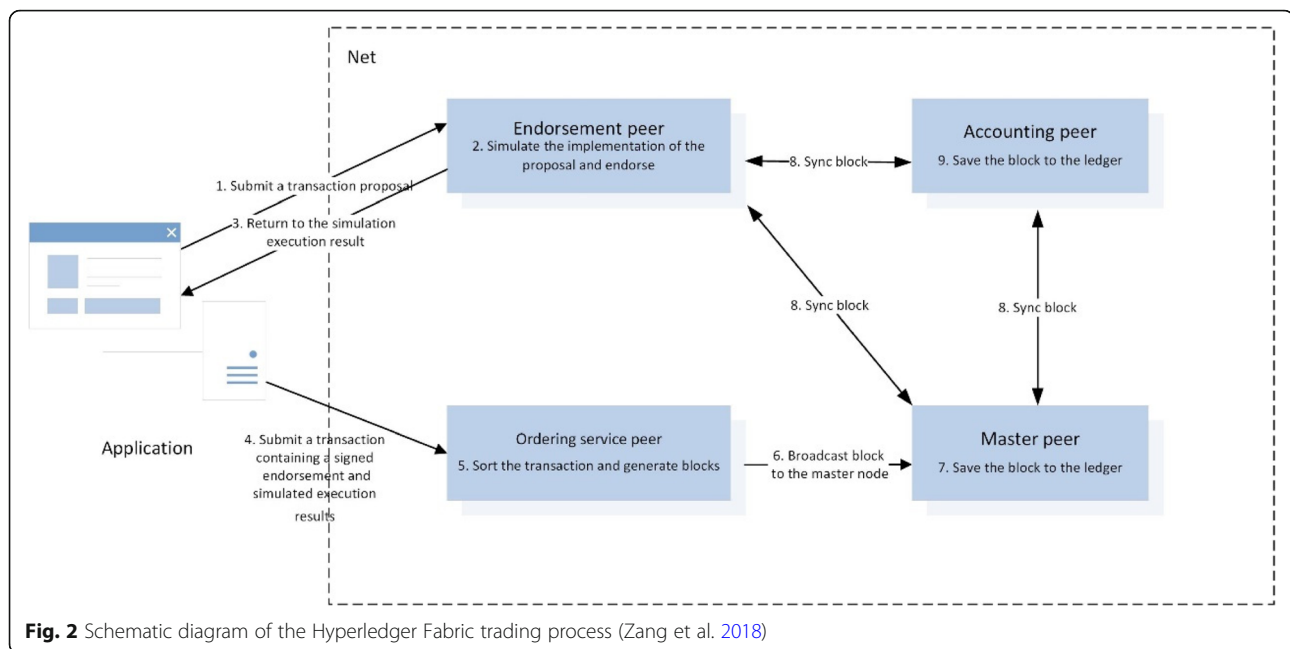 Net
Endorsement peer
2. Simulate the implementation of the
proposal and endorse
Accounting peer
9. Save the block to the ledger
8. Sync block
1. Submit a transaction proposal
3. Return to the simulation
execution result
8. Sync block
8. Sync block
Application
4. Submit a transaction
containing a signed
endorsement and
simulated execution
results
Ordering service peer
5. Sort the transaction and generate blocks
6. Broadcast block
to the master node
Master peer
7. Save the block to the ledger
Fig. 2 Schematic diagram of the Hyperledger Fabric trading process (Zang et al. 2018)